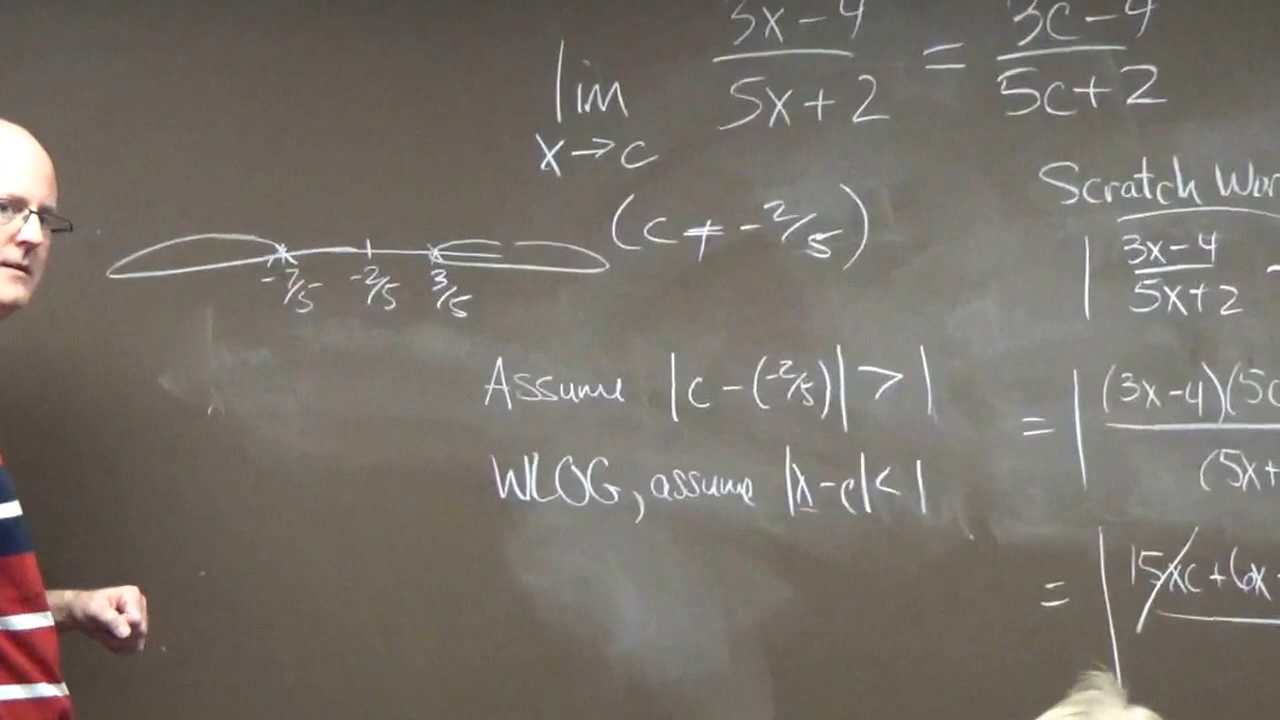 lim x→c (3x-4)/(5x+2) = (3c-4)/(5c+2)
(c ≠ -2/5)
-7/5 -2/5 3/5
Assume |c-(-2/5)| > 1
WLOG, assume |x-c| < 1
Scratch
| (3x-4)/(5x+2) -
= | (3x-4)(5c
(5x+
= | 15xc+6x-